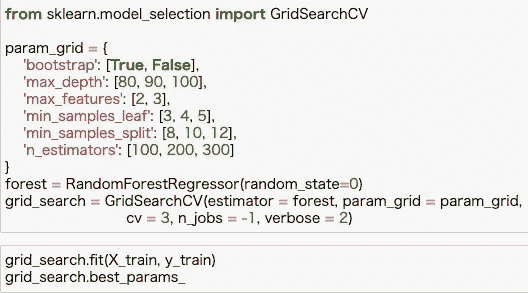 from sklearn.model_selection import GridSearchCV
param_grid = {
'bootstrap': [True, False],
'max_depth': [80, 90, 100],
'max_features': [2, 3],
'min_samples_leaf': [3, 4, 5],
'min_samples_split': [8, 10, 12],
'n_estimators': [100, 200, 300]
}
forest = RandomForestRegressor(random_state=0)
grid_search = GridSearchCV(estimator = forest, param_grid = param_grid,
cv = 3, n_jobs = -1, verbose = 2)
grid_search.fit(X_train, y_train)
grid_search.best_params_